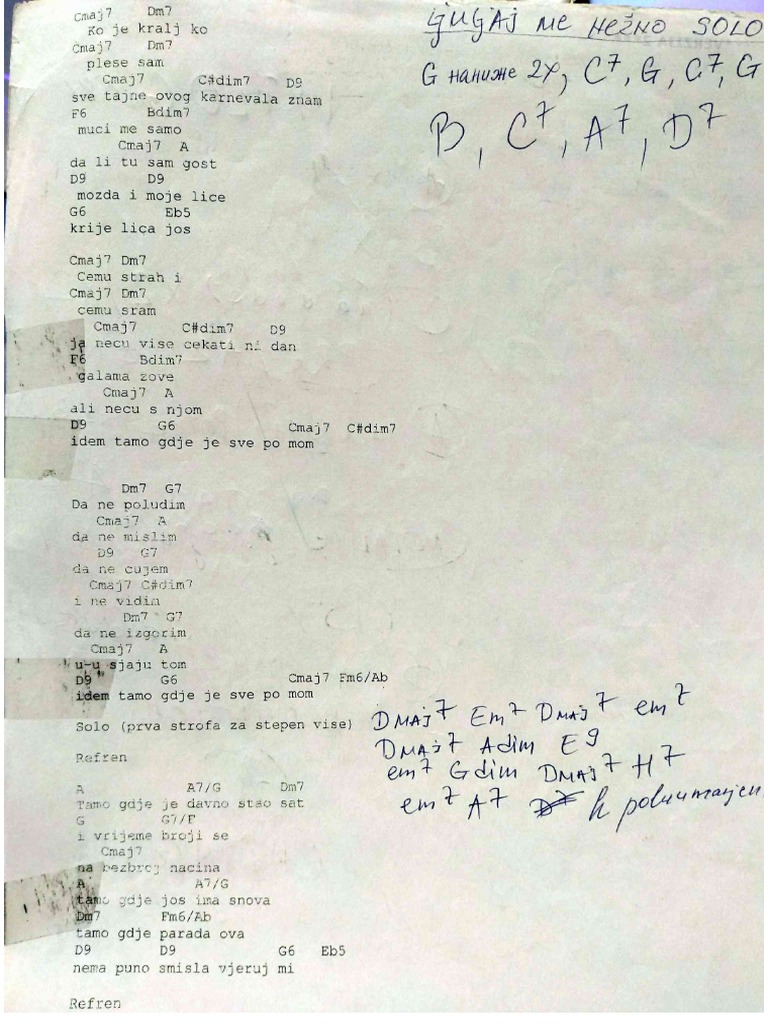 Cmaj7 Dm7
Ko je kralj ko
Cmaj7 Dm7
plese sam
Cmaj7 C#dim7 D9
sve tajne ovog karnevala znam
F6 Bdim7
muci me samo
Cmaj7 A
da li tu sam gost
D9 D9
mozda i moje lice
G6 Eb5
krije lica jos
LJULJAJ ME NEŽNO SOLO
G наниже 2x, C7, G, C7, G
B, C7, A7, D7
Cmaj7 Dm7
Cemu strah i
Cmaj7 Dm7
cemu sram
Cmaj7 C#dim7 D9
ja necu vise cekati ni dan
F6 Bdim7
galama zove
Cmaj7 A
ali necu s njom
D9 G6 Cmaj7 C#dim7
idem tamo gdje je sve po mom
Dm7 G7
Da ne poludim
Cmaj7 A
da ne mislim
D9 G7
da ne cujem
Cmaj7 C#dim7
i ne vidim
Dm7 G7
da ne izgorim
Cmaj7 A
u-u sjaju tom
D9 G6 Cmaj7 Fm6/Ab
idem tamo gdje je sve po mom
Solo (prva strofa za stepen vise)
DMAJ7 Em7 DMAJ7 em7
DMAJ7 Adim E9
em7 Gdim DMAJ7 H7
em7 A7
Refren
A A7/G Dm7
Tamo gdje je davno stao sat
G G7/F
i vrijeme broji se
Cmaj7
na bezbroj nacina
A A7/G
tamo gdje jos ima snova
Dm7 Fm6/Ab
tamo gdje parada ova
D9 D9 G6 Eb5
nema puno smisla vjeruj mi
Refren